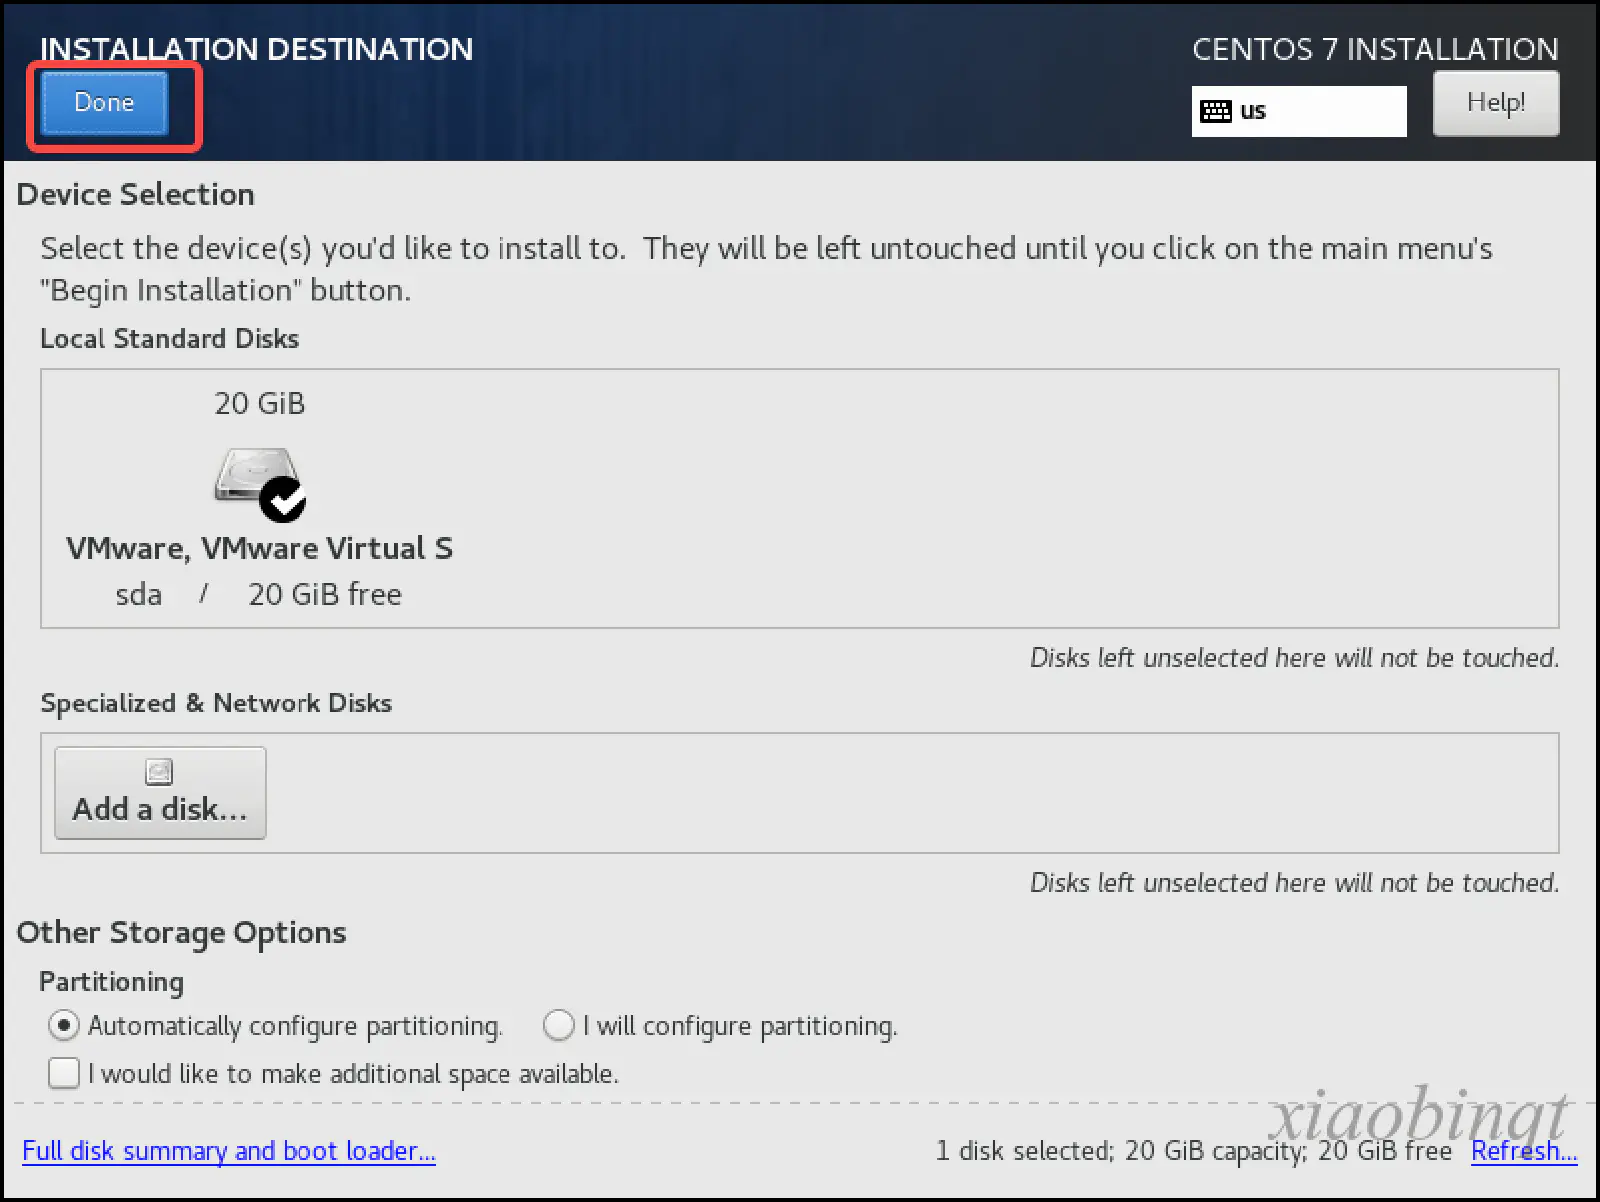 INSTALLATION DESTINATION
CENTOS 7 INSTALLATION
Done
us
Help!
Device Selection
Select the device(s) you'd like to install to.  They will be left untouched until you click on the main menu's
"Begin Installation" button.
Local Standard Disks
20 GiB
VMware, VMware Virtual S
sda / 20 GiB free
Disks left unselected here will not be touched.
Specialized & Network Disks
Add a disk...
Disks left unselected here will not be touched.
Other Storage Options
Partitioning
Automatically configure partitioning. I will configure partitioning.
I would like to make additional space available.
xiaobinqt
Full disk summary and boot loader...
1 disk selected; 20 GiB capacity; 20 GiB free Refresh...